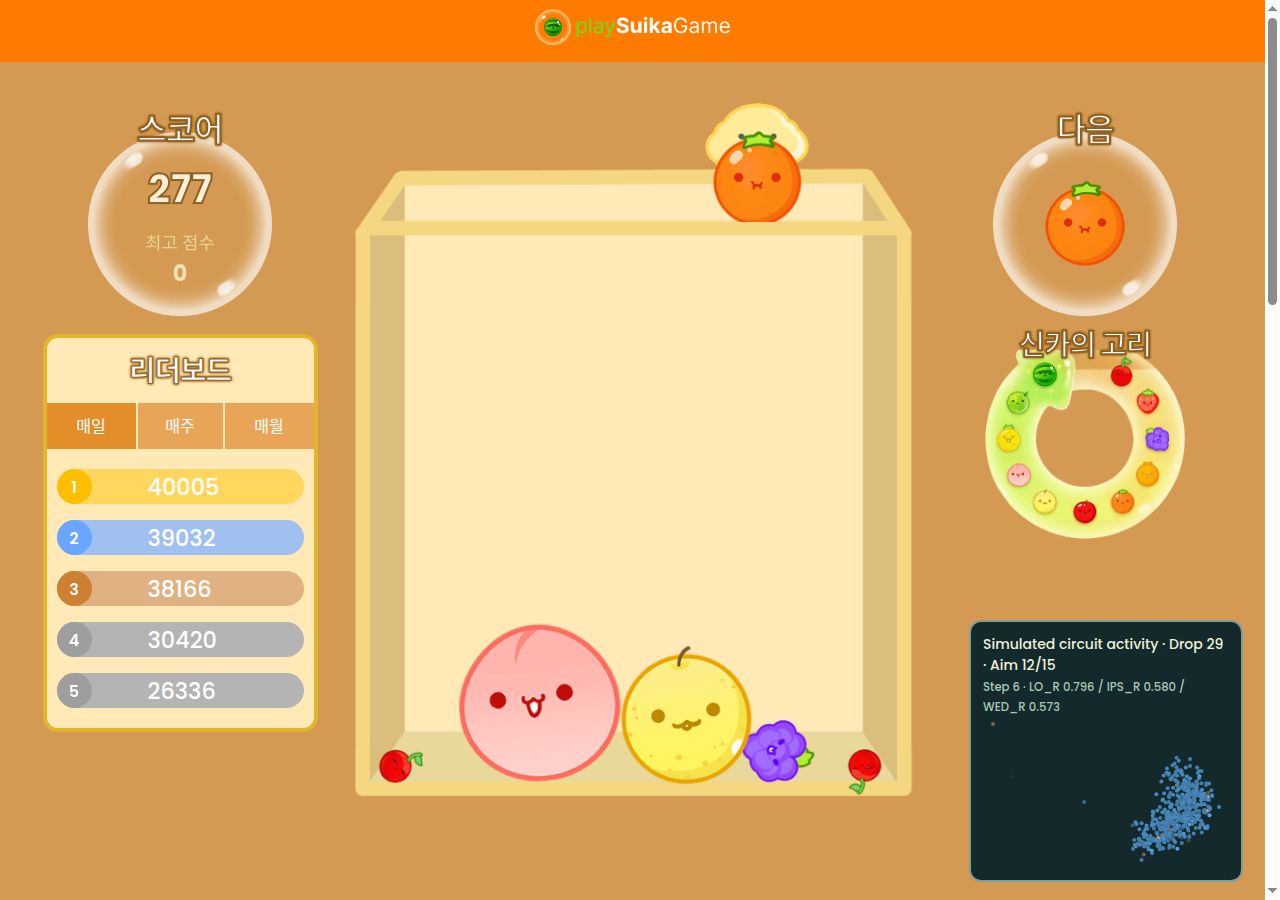 playSuikaGame
스코어
277
최고 점수
0
리더보드
매일 매주 매월
1 40005
2 39032
3 38166
4 30420
5 26336
다음
신카의 고리
Simulated circuit activity · Drop 29
· Aim 12/15
Step 6 · LO_R 0.796 / IPS_R 0.580 /
WED_R 0.573